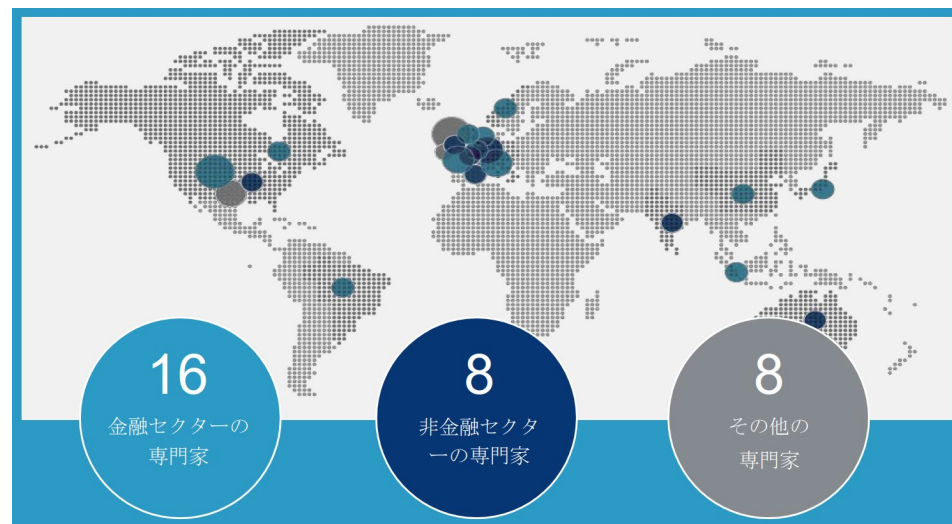 16
金融セクターの
専門家
8
非金融セクタ
ーの専門家
8
その他の
専門家